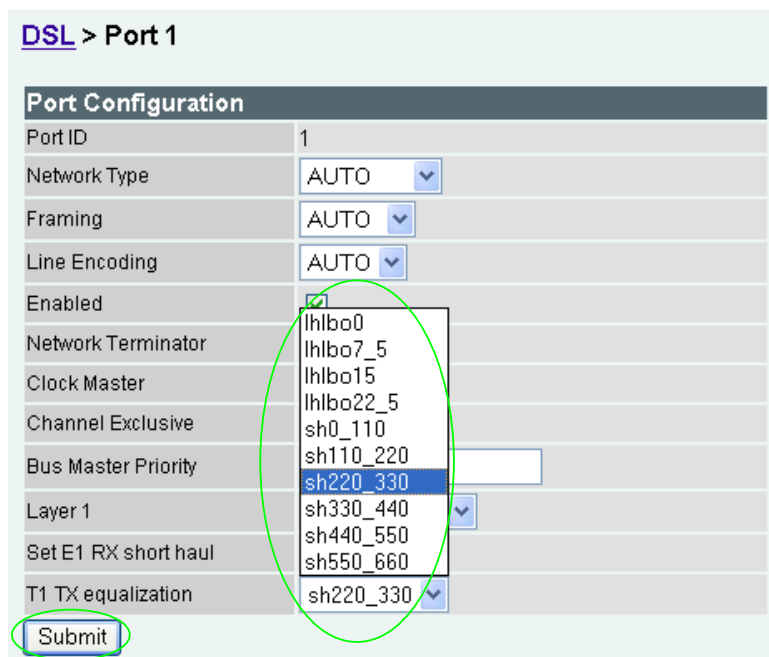 DSL > Port 1
Port Configuration
Port ID 1
Network Type AUTO
Framing AUTO
Line Encoding AUTO
Enabled
Network Terminator
Clock Master
Channel Exclusive
Bus Master Priority
Layer 1
Set E1 RX short haul
T1 TX equalization sh220_330
lhlbo0
lhlbo7_5
lhlbo15
lhlbo22_5
sh0_110
sh110_220
sh220_330
sh330_440
sh440_550
sh550_660
Submit